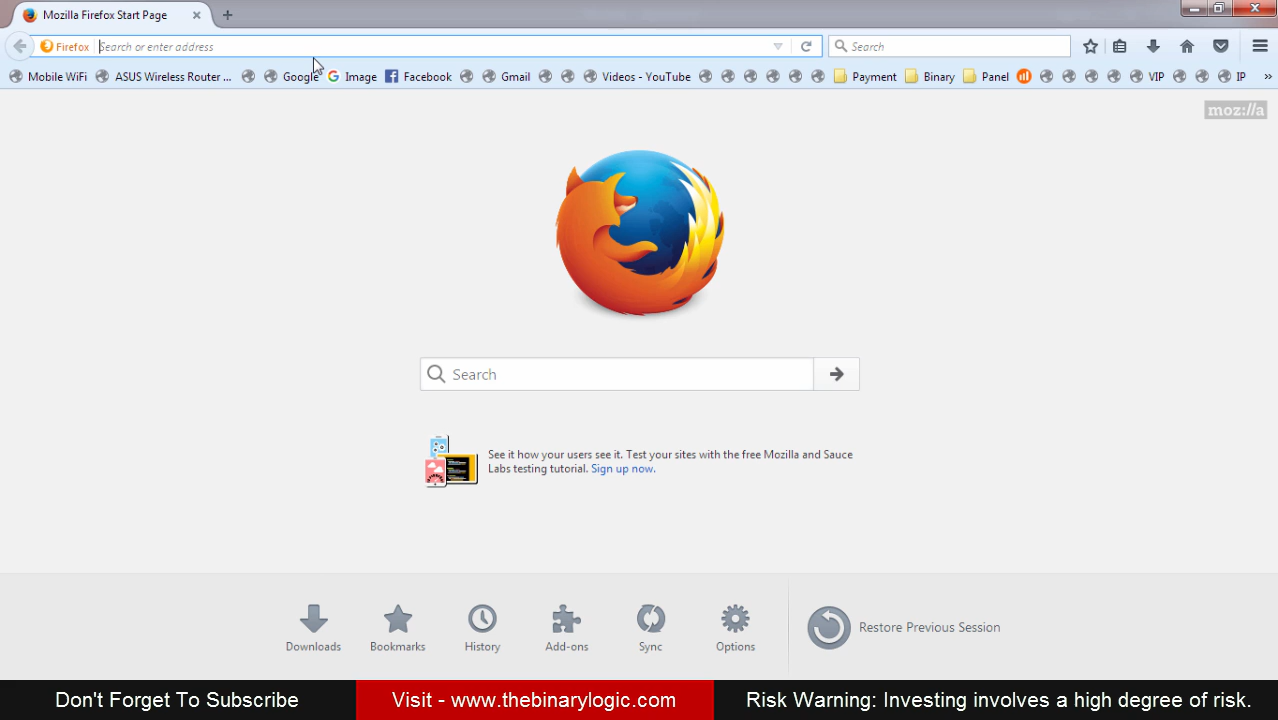 Mozilla Firefox Start Page
Firefox Search or enter address
Search
Mobile WiFi ASUS Wireless Router ... Google Image Facebook Gmail Videos - YouTube Payment Binary Panel VIP IP »
moz://a
Search
See it how your users see it. Test your sites with the free Mozilla and Sauce
Labs testing tutorial. Sign up now.
Downloads Bookmarks History Add-ons Sync Options Restore Previous Session
Don't Forget To Subscribe
Visit - www.thebinarylogic.com
Risk Warning: Investing involves a high degree of risk.